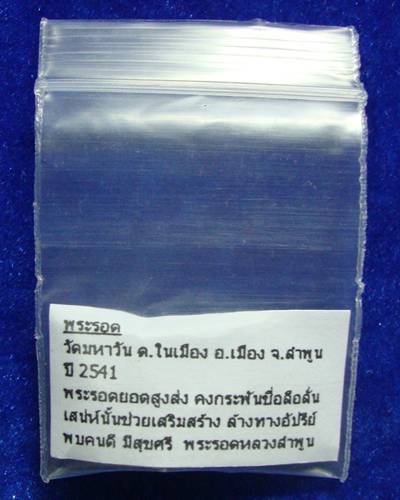 พระรอด
วัดมหาวัน ต.ในเมือง อ.เมือง จ.ลำพูน
ปี 2541
พระรอดยอดสูงส่ง คงกระพันชื่อลือลั่น
เสน่ห์นั้นช่วยเสริมสร้าง ล้างทางอัปรีย์
พบคนดี มีสุขศรี พระรอดหลวงลำพูน